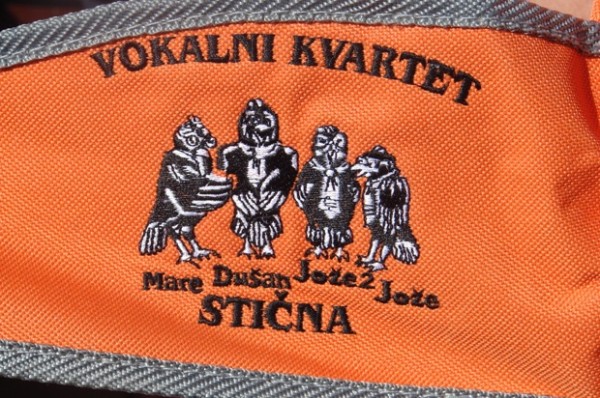 VOKALNI KVARTET
Mare Dušan Jože2 Jože
STIČNA